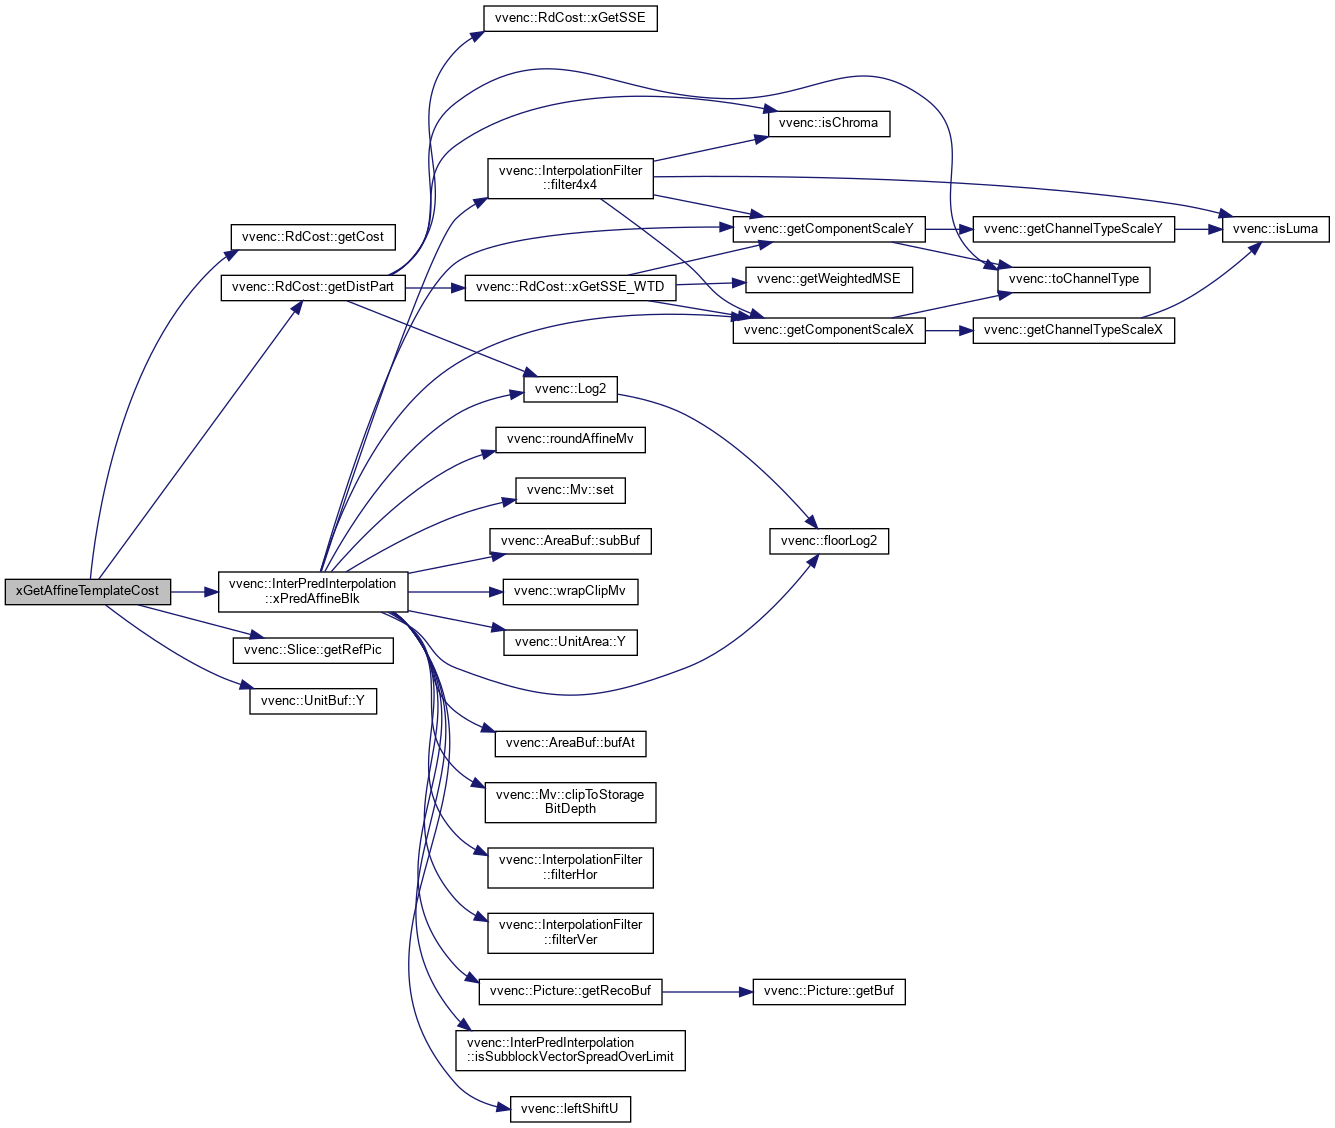 vvenc::RdCost::xGetSSE
vvenc::isChroma
vvenc::InterpolationFilter
::filter4x4
vvenc::getComponentScaleY
vvenc::getChannelTypeScaleY
vvenc::isLuma
vvenc::RdCost::getCost
vvenc::RdCost::getDistPart
vvenc::RdCost::xGetSSE_WTD
vvenc::getWeightedMSE
vvenc::toChannelType
vvenc::getComponentScaleX
vvenc::getChannelTypeScaleX
vvenc::Log2
vvenc::roundAffineMv
vvenc::Mv::set
vvenc::AreaBuf::subBuf
vvenc::floorLog2
xGetAffineTemplateCost
vvenc::InterPredInterpolation
::xPredAffineBlk
vvenc::wrapClipMv
vvenc::UnitArea::Y
vvenc::Slice::getRefPic
vvenc::UnitBuf::Y
vvenc::AreaBuf::bufAt
vvenc::Mv::clipToStorage
BitDepth
vvenc::InterpolationFilter
::filterHor
vvenc::InterpolationFilter
::filterVer
vvenc::Picture::getRecoBuf
vvenc::Picture::getBuf
vvenc::InterPredInterpolation
::isSubblockVectorSpreadOverLimit
vvenc::leftShiftU